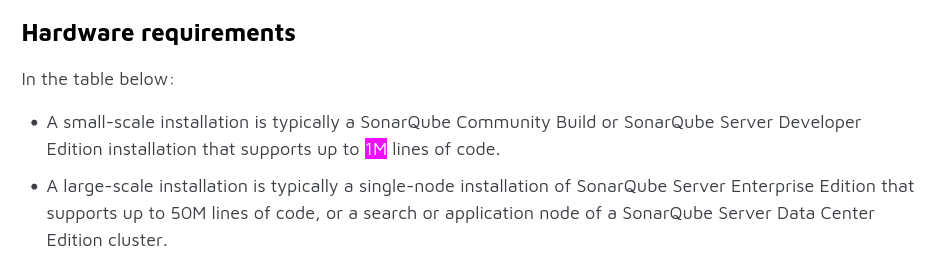 Hardware requirements
In the table below:
• A small-scale installation is typically a SonarQube Community Build or SonarQube Server Developer
Edition installation that supports up to 1M lines of code.
• A large-scale installation is typically a single-node installation of SonarQube Server Enterprise Edition that
supports up to 50M lines of code, or a search or application node of a SonarQube Server Data Center
Edition cluster.